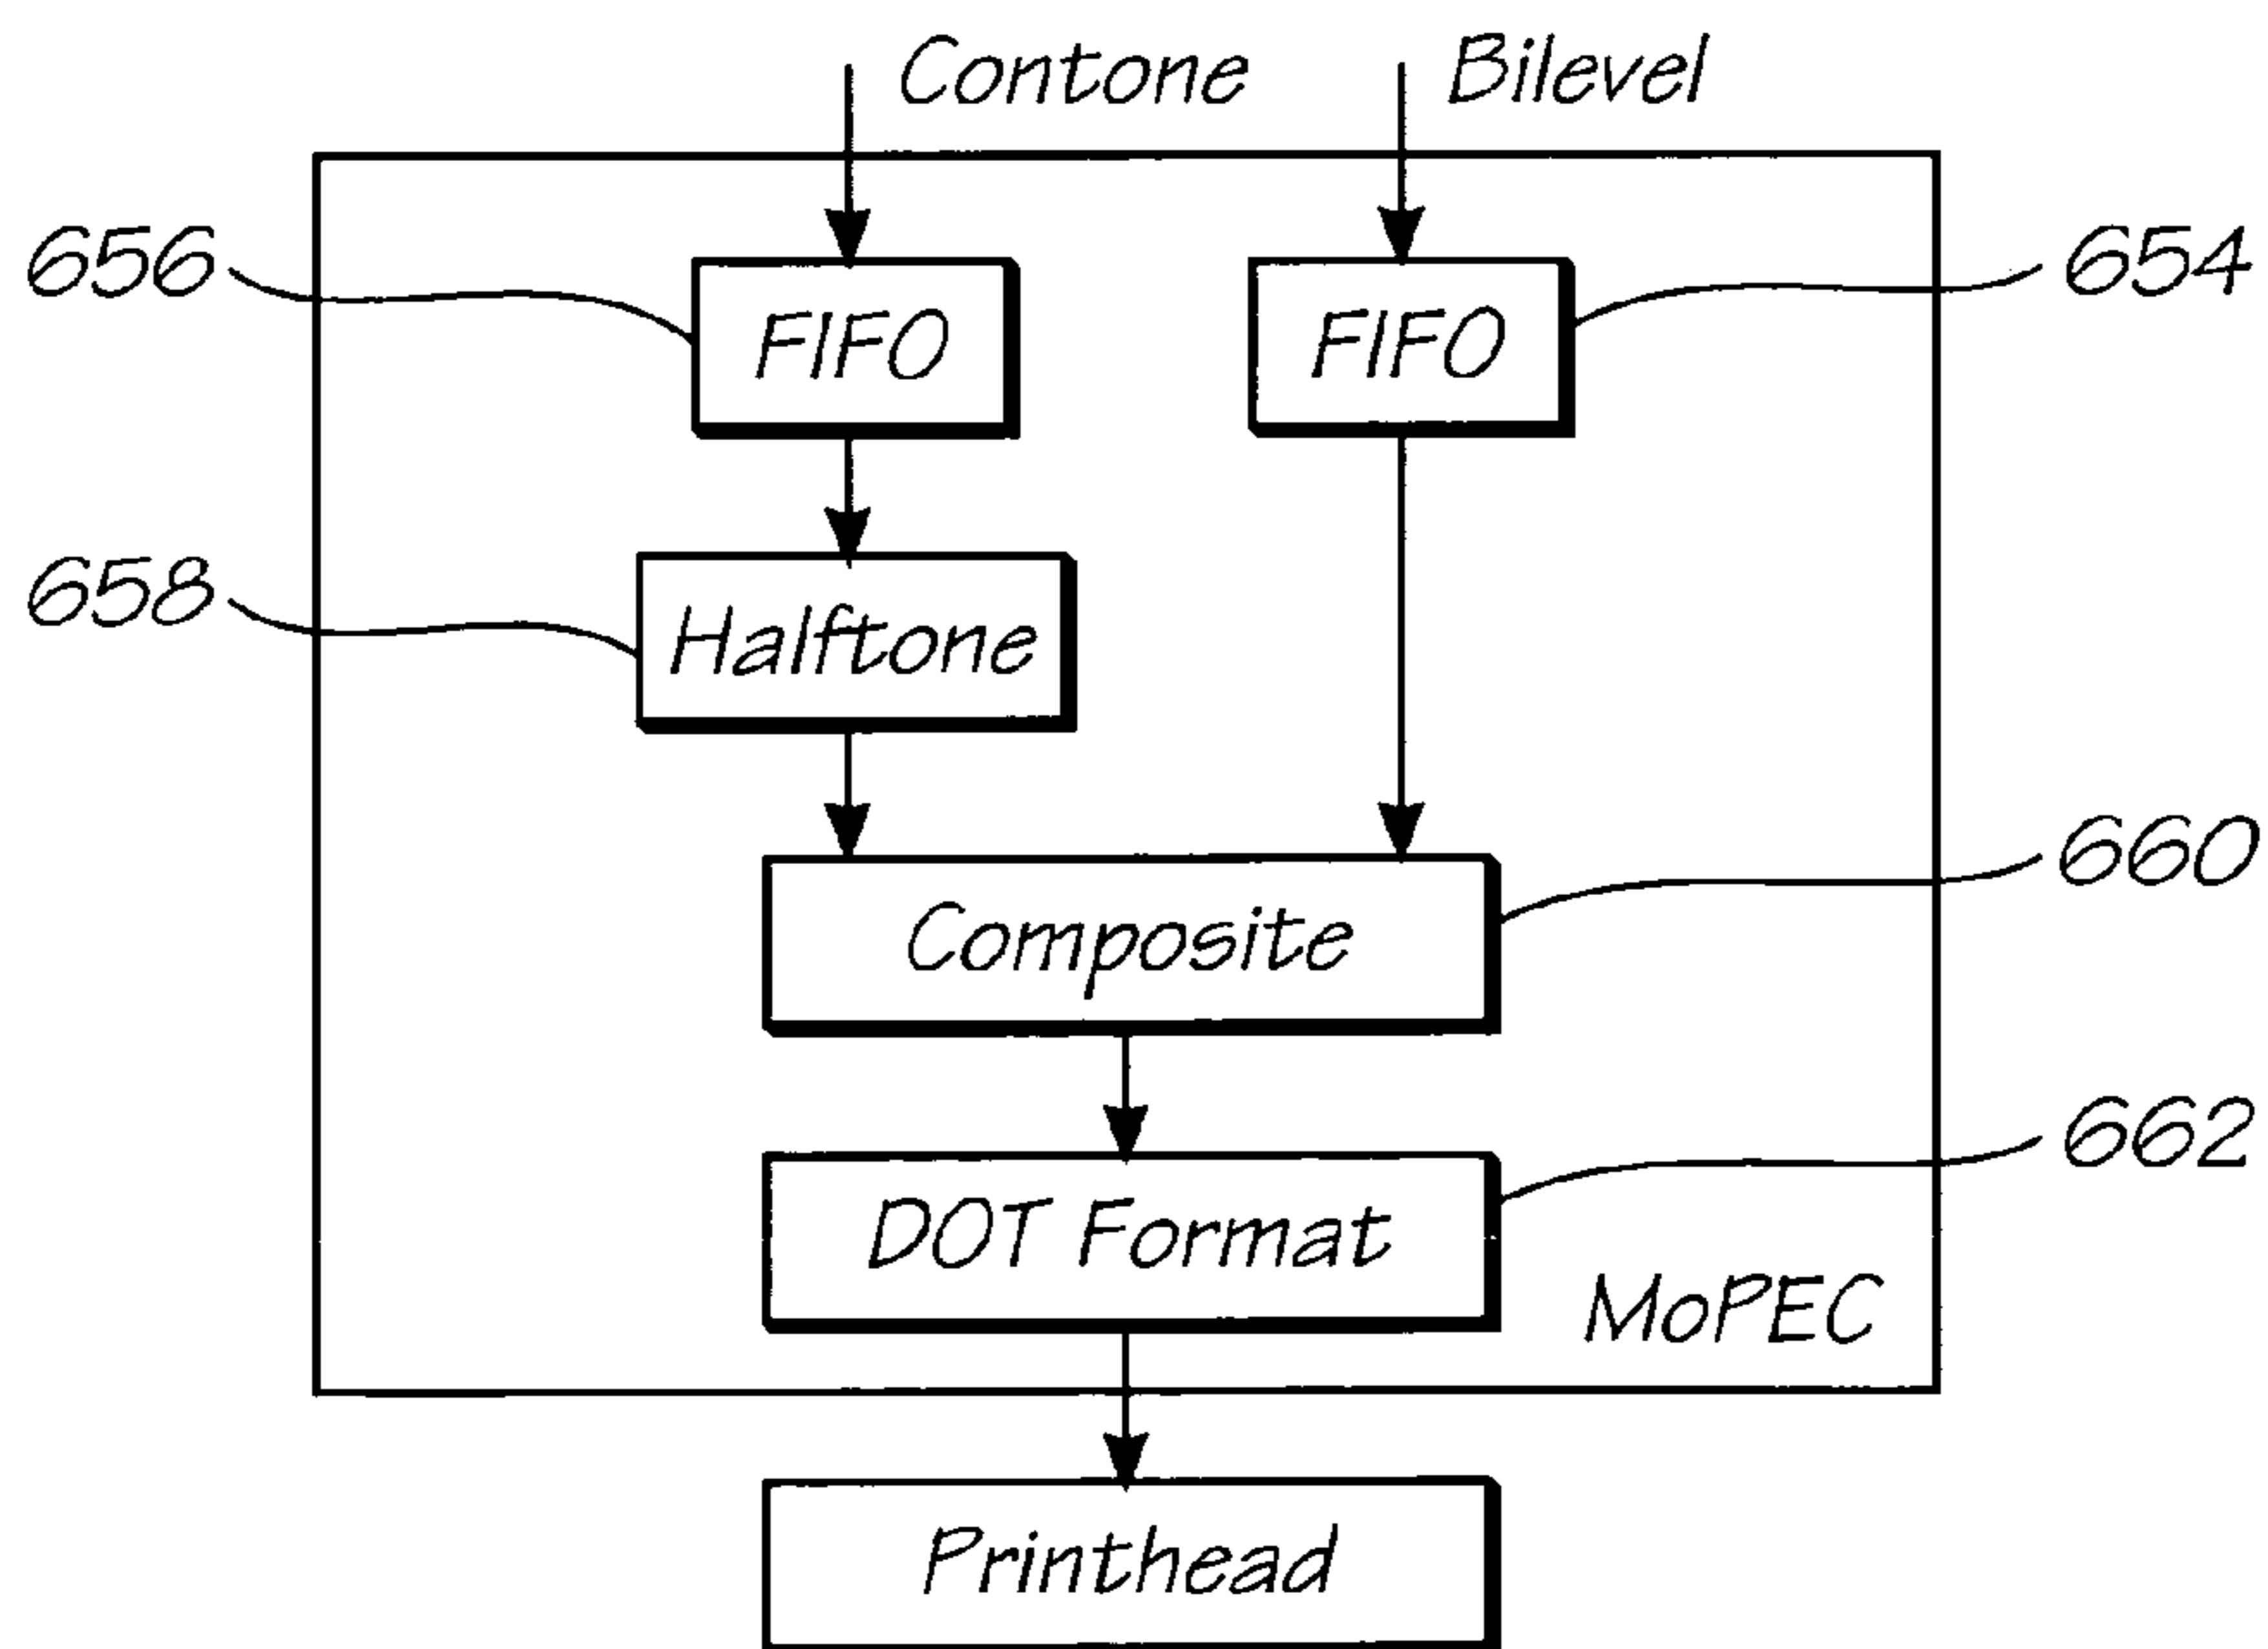 Contone
Bilevel
656
FIFO
FIFO
654
658
Halftone
Composite
660
DOT Format
662
MoPEC
Printhead